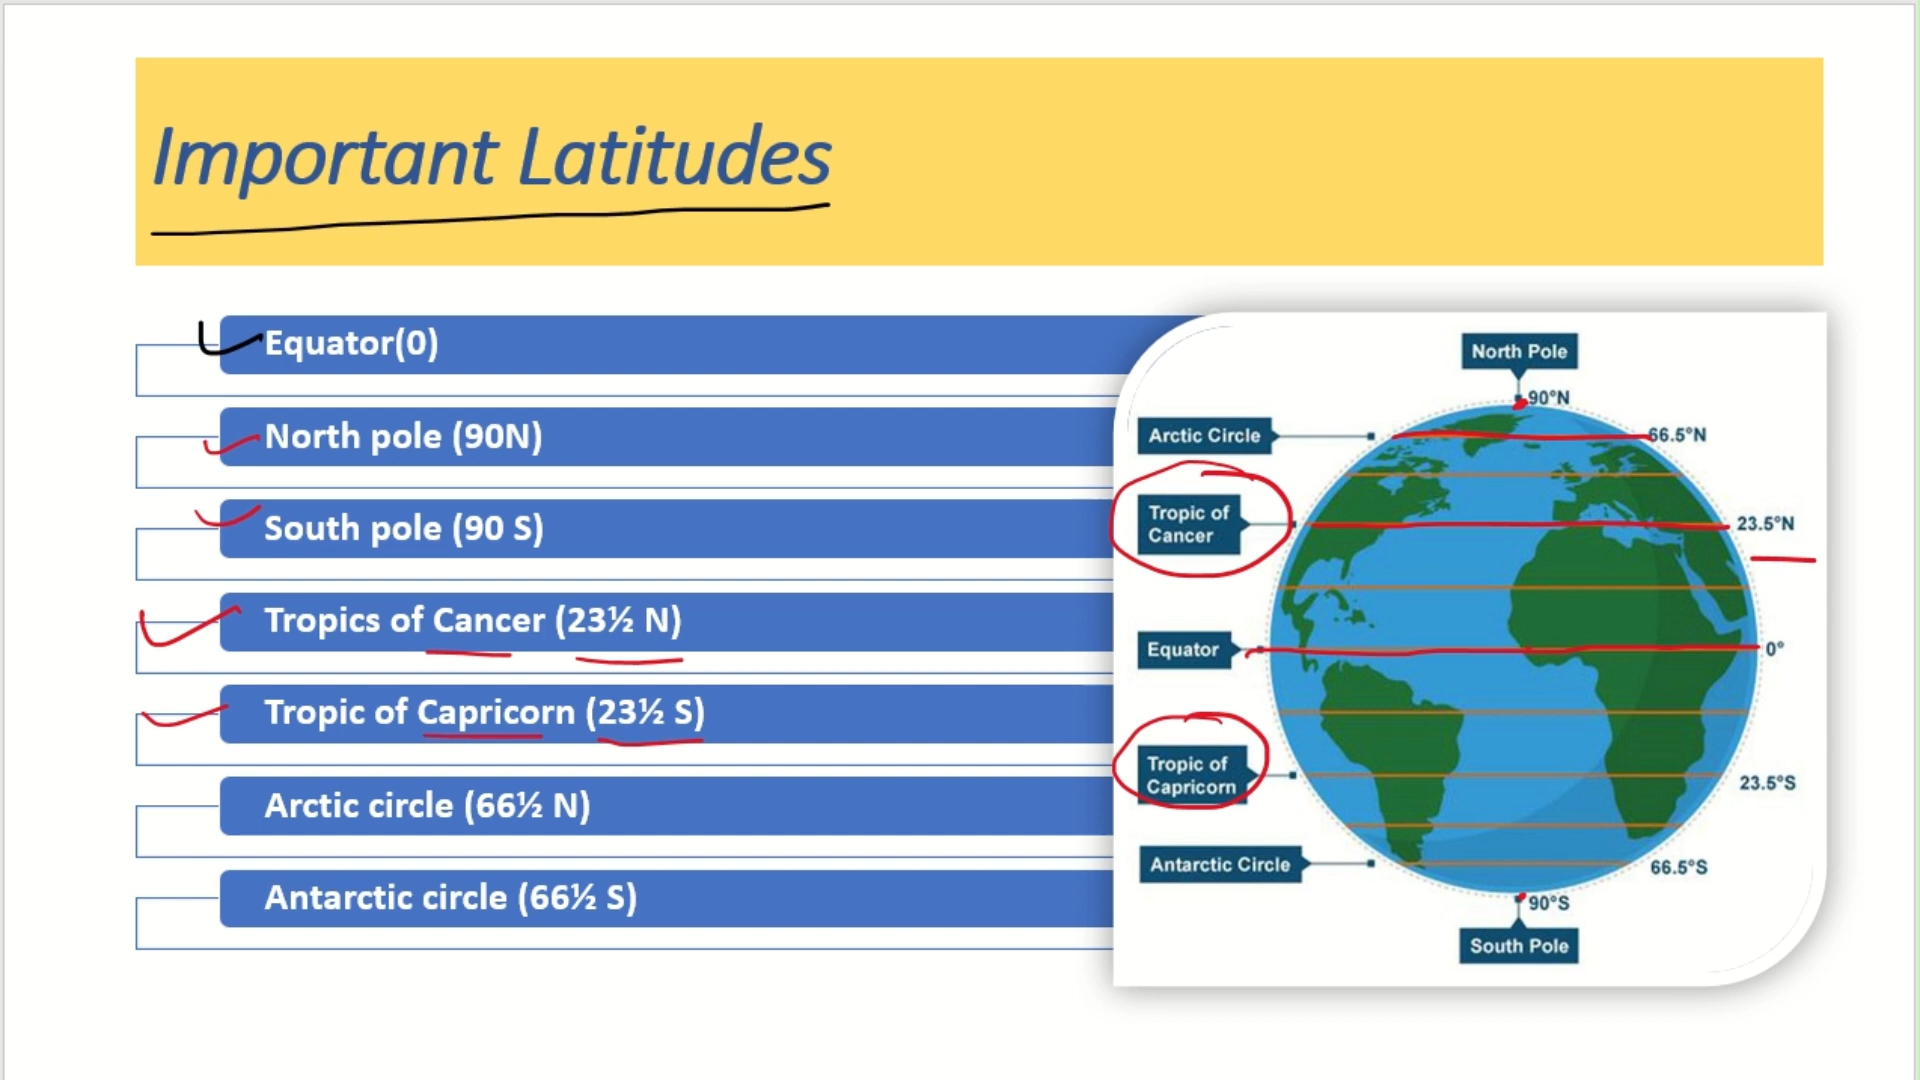 Important Latitudes
Equator(0)
North pole (90N)
South pole (90 S)
Tropics of Cancer (23½ N)
Tropic of Capricorn (23½ S)
Arctic circle (66½ N)
Antarctic circle (66½ S)
North Pole
90°N
Arctic Circle
66.5°N
Tropic of
Cancer
23.5°N
Equator
0°
Tropic of
Capricorn
23.5°S
Antarctic Circle
66.5°S
90°S
South Pole